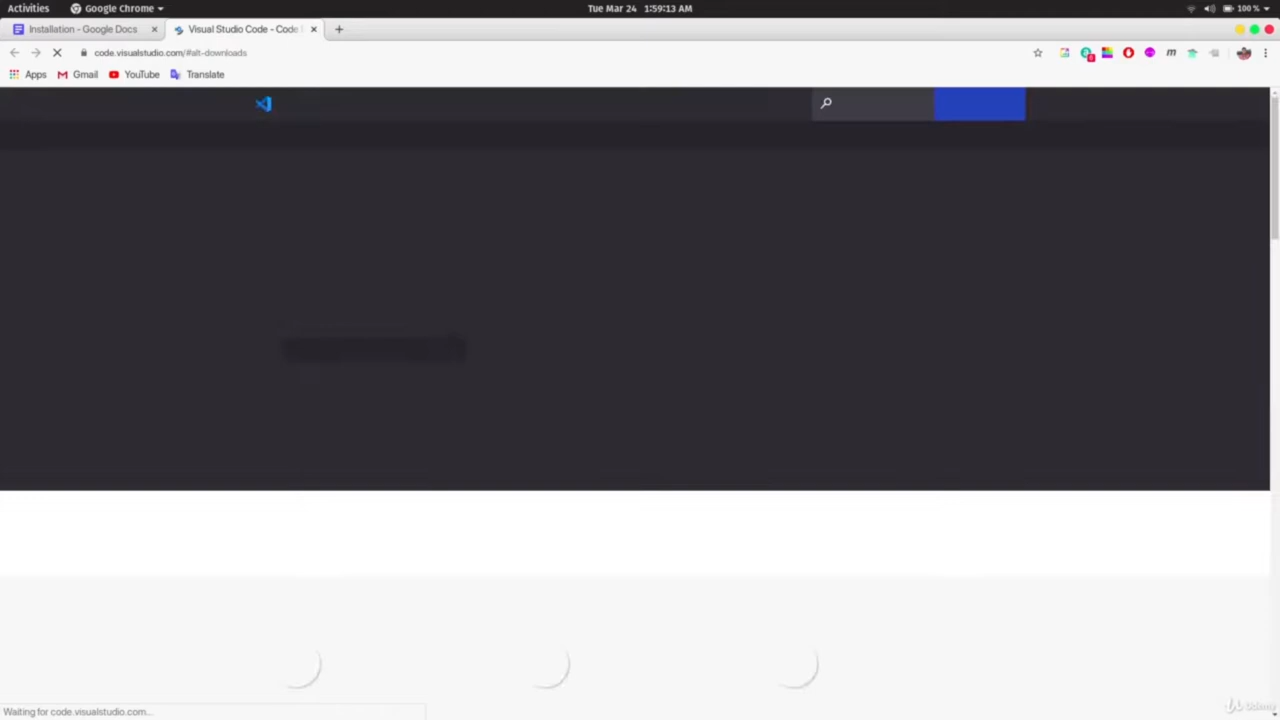 Activities Google Chrome Tue Mar 24 1:59:13 AM 100 %
Installation - Google Docs Visual Studio Code - Code
code.visualstudio.com/#alt-downloads
Apps Gmail YouTube Translate
Waiting for code.visualstudio.com...
Udemy